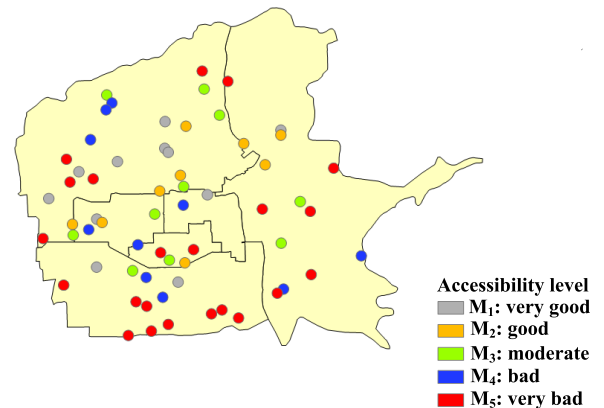 Accessibility level
M₁: very good
M₂: good
M₃: moderate
M₄: bad
M₅: very bad